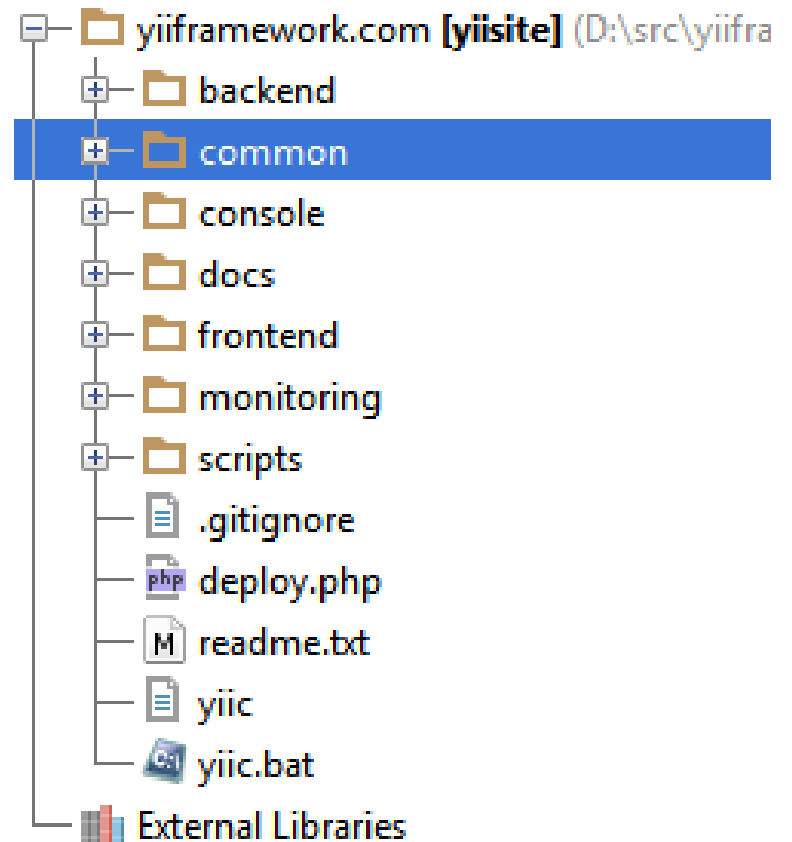 yiiframework.com [yiisite] (D:\src\yiifra
backend
common
console
docs
frontend
monitoring
scripts
.gitignore
php deploy.php
M readme.txt
yiic
C:\ yiic.bat
External Libraries